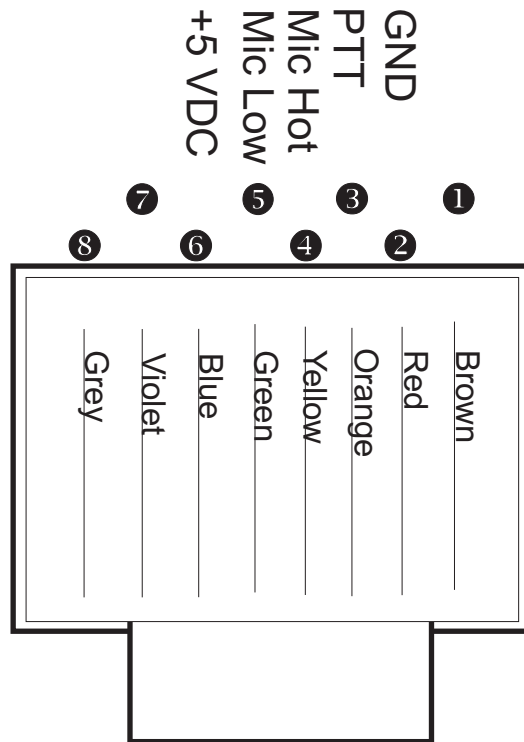 GND
PTT
Mic Hot
Mic Low
+5 VDC
1
2
3
4
5
6
7
8
Brown
Red
Orange
Yellow
Green
Blue
Violet
Grey